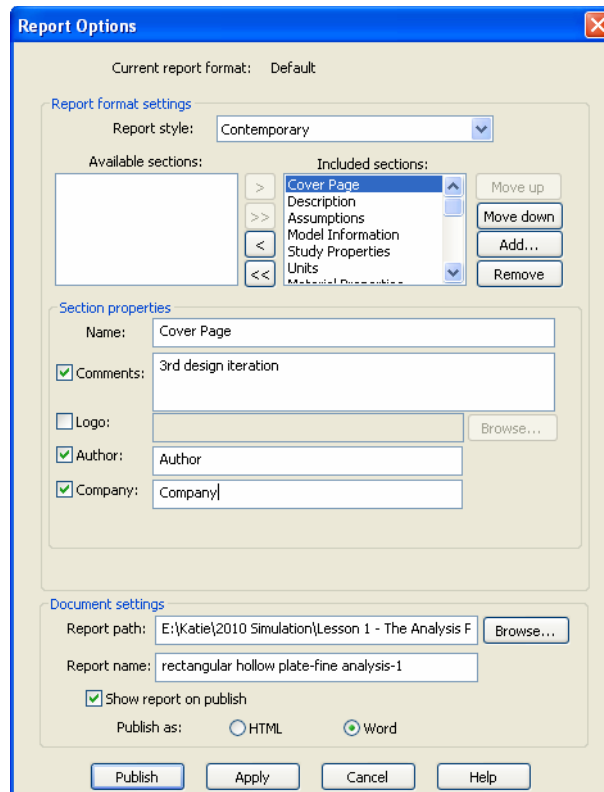 Report Options
Current report format: Default
Report format settings
Report style: Contemporary
Available sections: Included sections:
> Cover Page Move up
Description
>> Assumptions Move down
Model Information
< Study Properties Add...
Units
<< Material Properties Remove
Section properties
Name: Cover Page
Comments: 3rd design iteration
Logo: Browse...
Author: Author
Company: Company
Document settings
Report path: E:\Katie\2010 Simulation\Lesson 1 - The Analysis P Browse...
Report name: rectangular hollow plate-fine analysis-1
Show report on publish
Publish as: HTML Word
Publish Apply Cancel Help